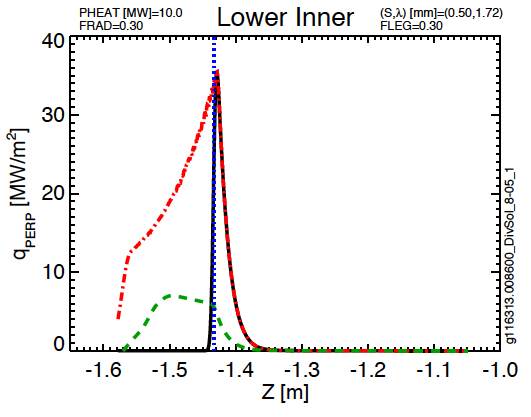 PHEAT [MW]=10.0
FRAD=0.30
Lower Inner
(S,λ) [mm]=(0.50,1.72)
FLEG=0.30
40
30
20
10
0
qPERP [MW/m²]
-1.6
-1.5
-1.4
-1.3
-1.2
-1.1
-1.0
Z [m]
g116313.008600_DivSol_8-05_1